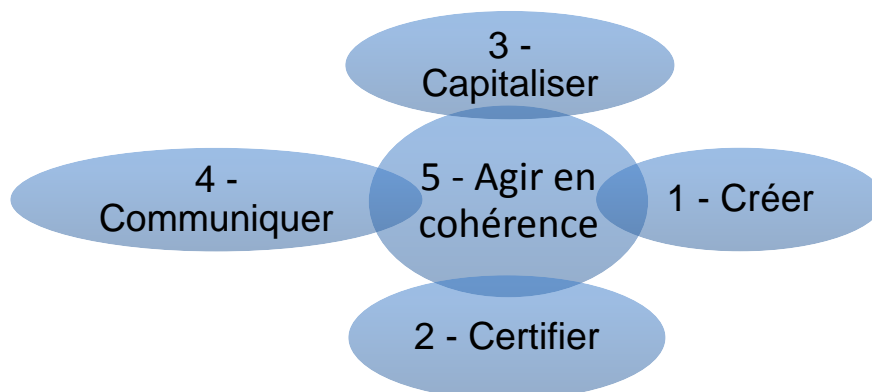 3 -
Capitaliser
4 -
Communiquer
5 - Agir en
cohérence
1 - Créer
2 - Certifier